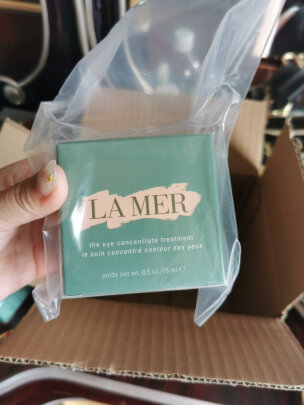 LA MER
the eye concentrate treatment
le soin concentré contour des yeux
poids net wt. 0.5 oz/15 ml ℮